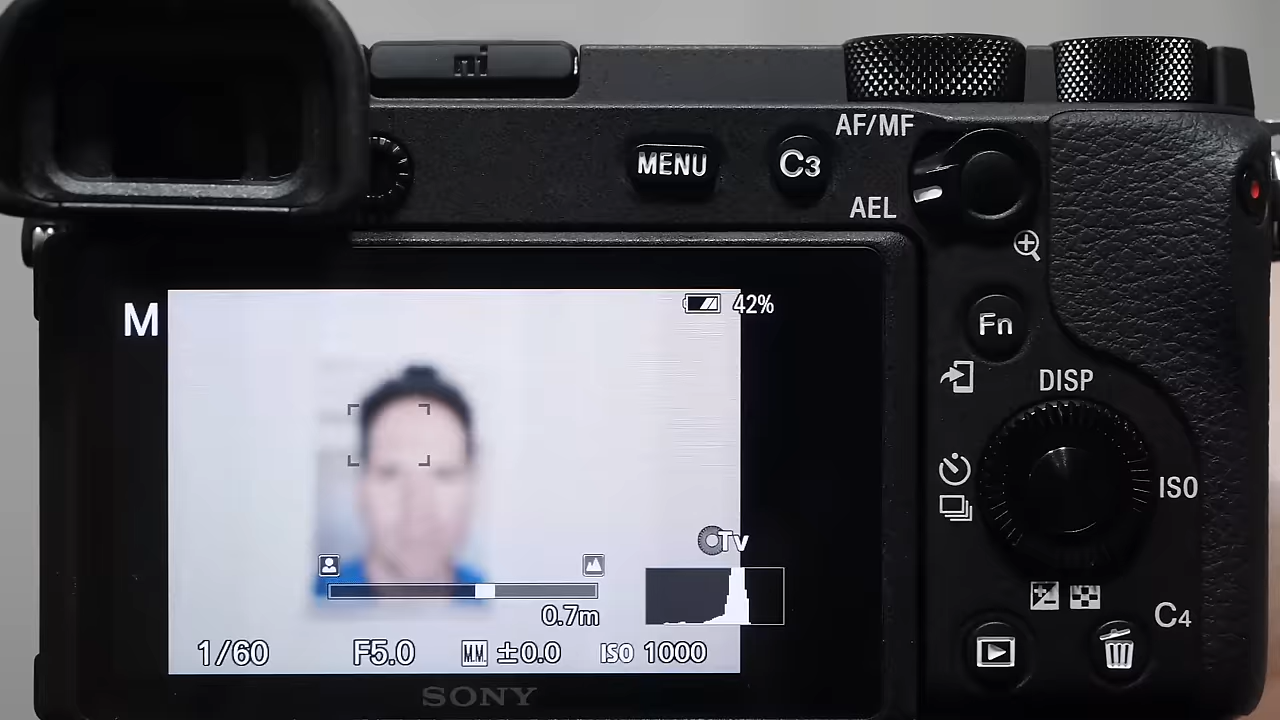 MENU
C3
AF/MF
AEL
M
42%
Fn
DISP
ISO
Tv
0.7m
1/60
F5.0
M.M.
±0.0
ISO 1000
C4
SONY